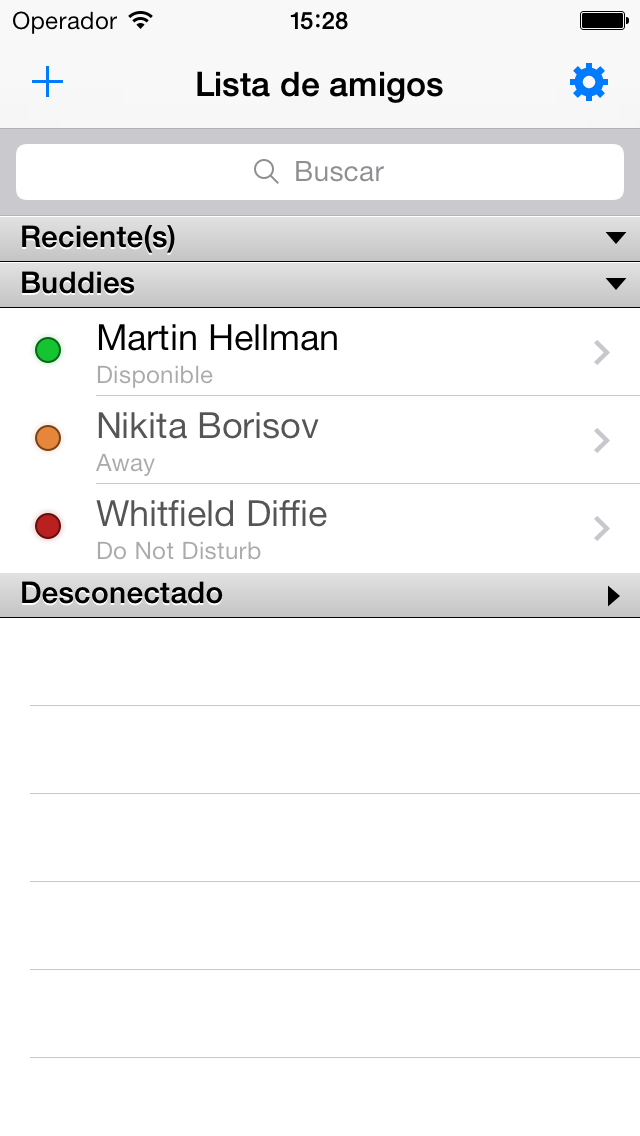 Operador 15:28
Lista de amigos
Buscar
Reciente(s)
Buddies
Martin Hellman
Disponible
Nikita Borisov
Away
Whitfield Diffie
Do Not Disturb
Desconectado